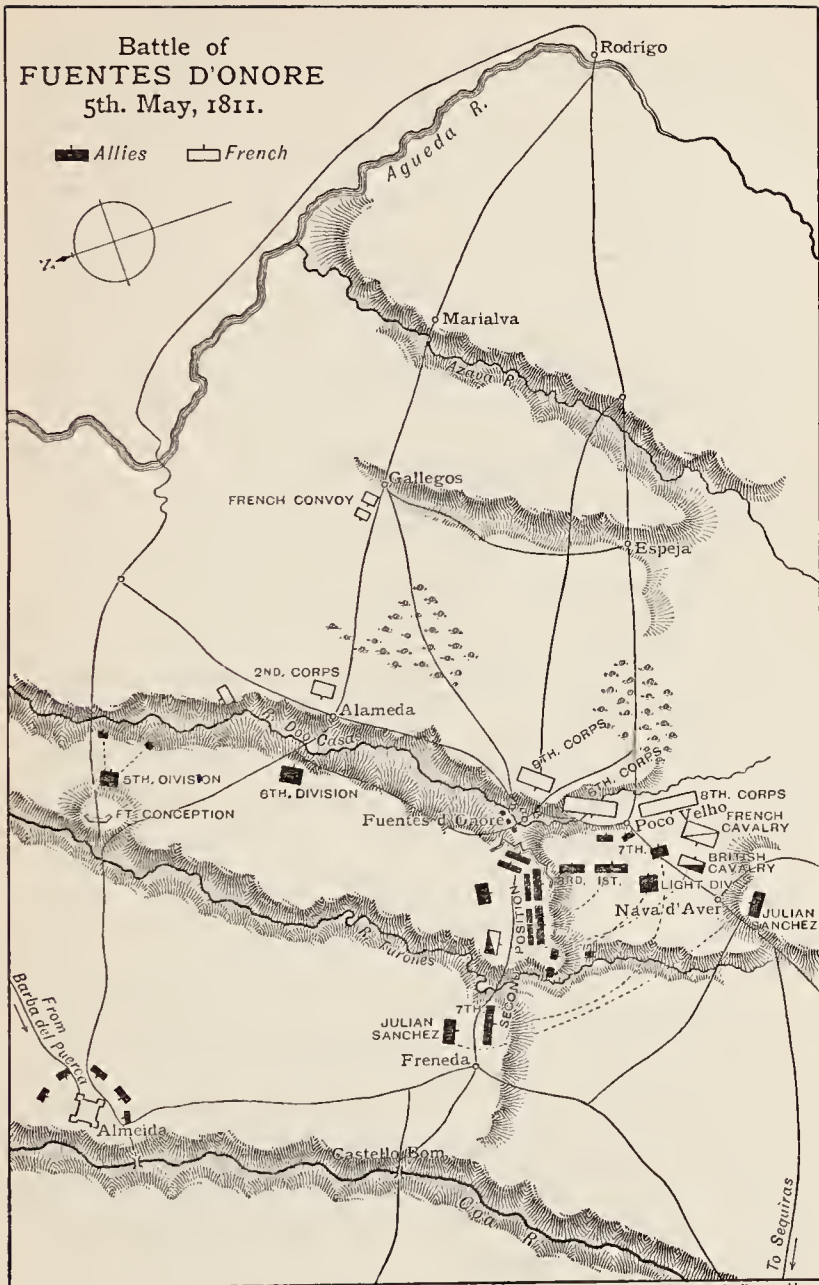 Battle of
FUENTES D'ONORE
5th. May, 1811.
Allies French
N.
Rodrigo
Agueda R.
Marialva
Azava R.
Gallegos
FRENCH CONVOY
Espeja
2ND. CORPS
Alameda
R. Dos Casas
9TH. CORPS
6TH. CORPS
8TH. CORPS
5TH. DIVISION
6TH. DIVISION
FT. CONCEPTION
Fuentes d'Onore
Poco Velho
FRENCH
CAVALRY
7TH.
BRITISH
CAVALRY
3RD. 1ST. LIGHT DIV.
Nava d'Aver
JULIAN
SANCHEZ
SECOND POSITION
R. Turones
From
Barba del Puerca
7TH.
JULIAN
SANCHEZ
Freneda
Almeida
Castello Bom
Coa R.
To Sequiras